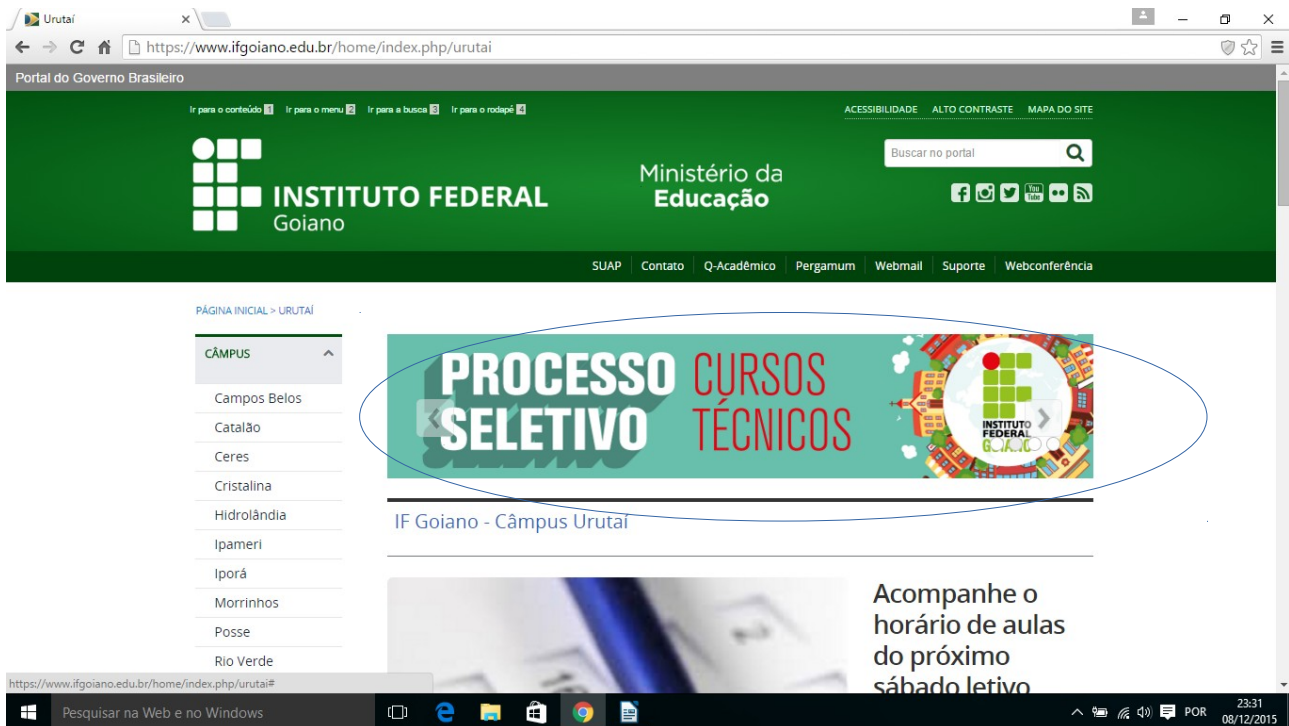 Urutaí
https://www.ifgoiano.edu.br/home/index.php/urutai
Portal do Governo Brasileiro
Ir para o conteúdo 1 Ir para o menu 2 Ir para a busca 3 Ir para o rodapé 4
ACESSIBILIDADE ALTO CONTRASTE MAPA DO SITE
Buscar no portal
INSTITUTO FEDERAL
Goiano
Ministério da
Educação
You
Tube
SUAP Contato Q-Acadêmico Pergamum Webmail Suporte Webconferência
PÁGINA INICIAL > URUTAÍ
CÂMPUS
Campos Belos
Catalão
Ceres
Cristalina
Hidrolândia
Ipameri
Iporá
Morrinhos
Posse
Rio Verde
PROCESSO
SELETIVO
CURSOS
TÉCNICOS
INSTITUTO
FEDERAL
GOIANO
IF Goiano - Câmpus Urutaí
Acompanhe o
horário de aulas
do próximo
sábado letivo
https://www.ifgoiano.edu.br/home/index.php/urutai#
Pesquisar na Web e no Windows
POR
23:31
08/12/2015